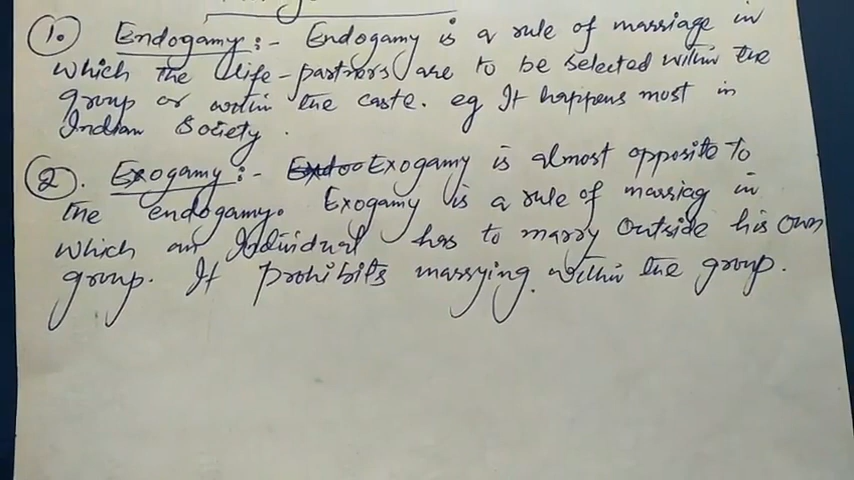 1. Endogamy :- Endogamy is a rule of marriage in
which the life-partners are to be selected within the
group or within the caste. eg It happens most in
Indian Society.
2. Exogamy :- Exogamy is almost opposite to
the endogamy. Exogamy is a rule of marriag in
which an Individual has to marry outside his own
group. It prohibits marrying within the group.